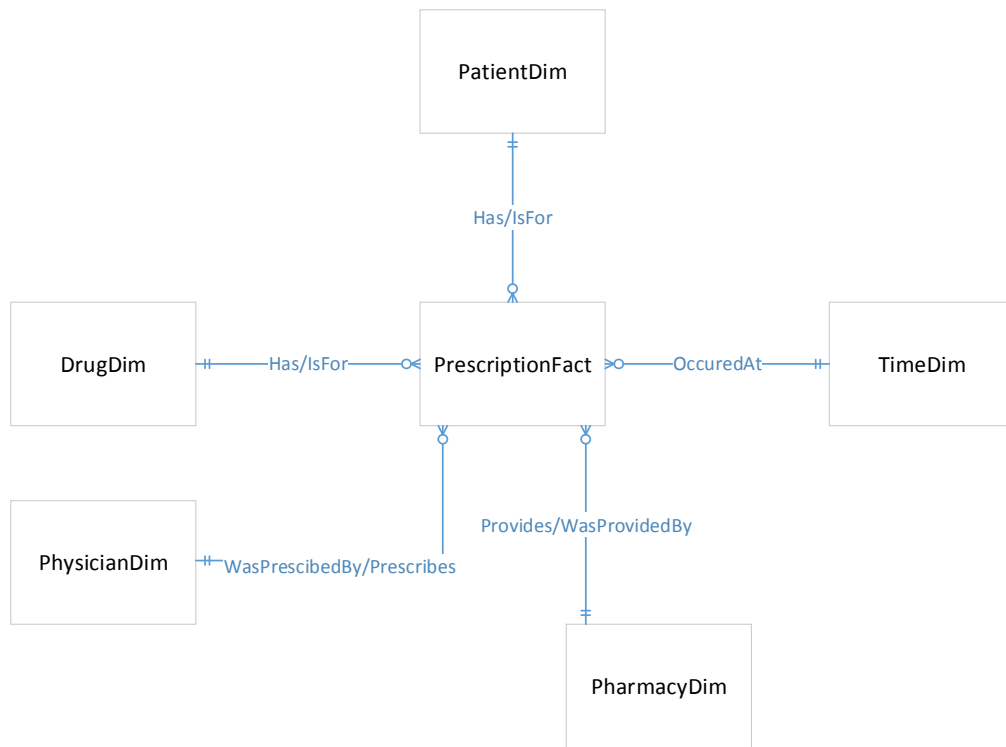 PatientDim
Has/IsFor
DrugDim
Has/IsFor
PrescriptionFact
OccuredAt
TimeDim
Provides/WasProvidedBy
PhysicianDim
WasPrescibedBy/Prescribes
PharmacyDim